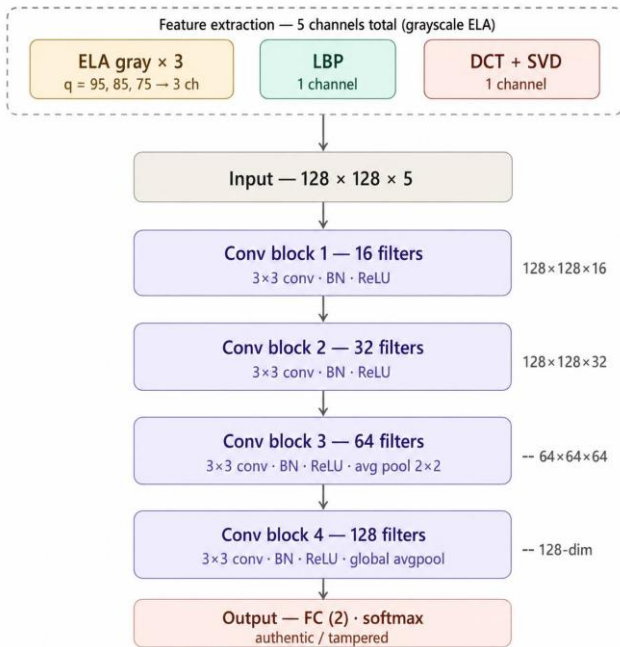 Feature extraction — 5 channels total (grayscale ELA)
ELA gray × 3
q = 95, 85, 75 → 3 ch
LBP
1 channel
DCT + SVD
1 channel
Input — 128 × 128 × 5
Conv block 1 — 16 filters
3×3 conv · BN · ReLU
128×128×16
Conv block 2 — 32 filters
3×3 conv · BN · ReLU
128×128×32
Conv block 3 — 64 filters
3×3 conv · BN · ReLU · avg pool 2×2
-- 64×64×64
Conv block 4 — 128 filters
3×3 conv · BN · ReLU · global avgpool
-- 128-dim
Output — FC (2) · softmax
authentic / tampered